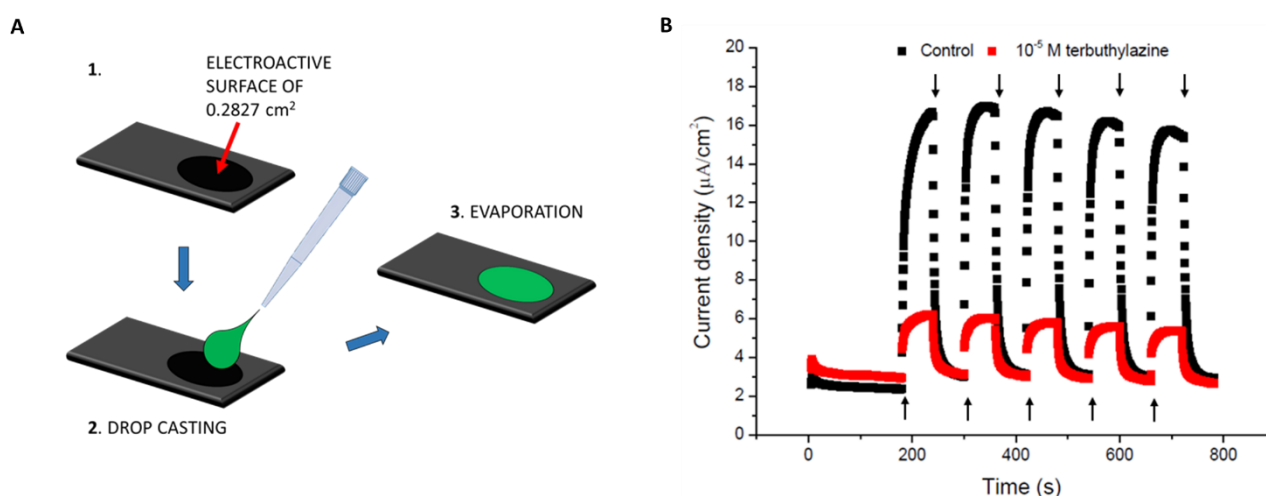 A
1.
ELECTROACTIVE
SURFACE OF
0.2827 cm²
3. EVAPORATION
2. DROP CASTING
B
Control
10⁻⁵ M terbuthylazine
20
18
16
14
12
10
8
6
4
2
0
Current density (μA/cm²)
0
200
400
600
800
Time (s)